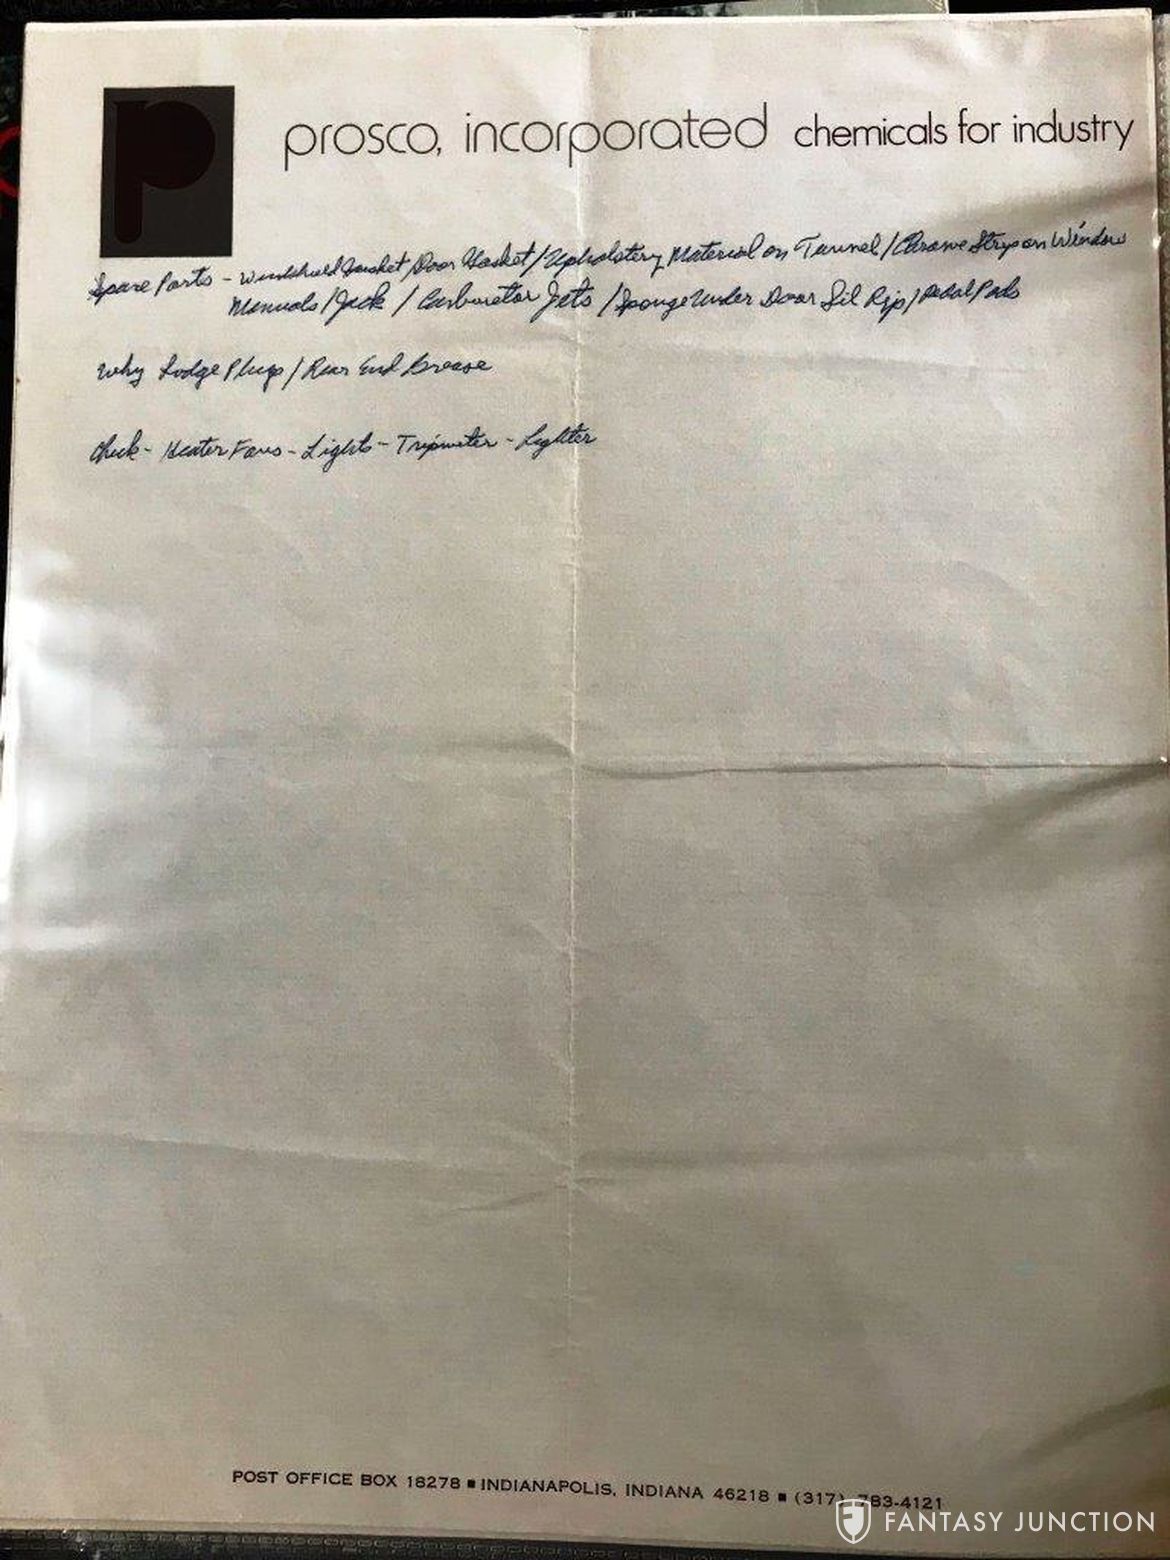 p
prosco, incorporated chemicals for industry
Spare Parts - Windshield Gasket / Door Gasket / Upholstery Material on Tunnel / Chrome Strip on Window
Manuals / Jack / Carburetor Jets / Sponge Under Door Sil Rip / Pedal Pads
Why Lodge Plugs / Rear End Grease
Check - Heater Fans - Lights - Tripmeter - Lighter
POST OFFICE BOX 18278 ▪ INDIANAPOLIS, INDIANA 46218 ▪ (317) 783-4121
FANTASY JUNCTION